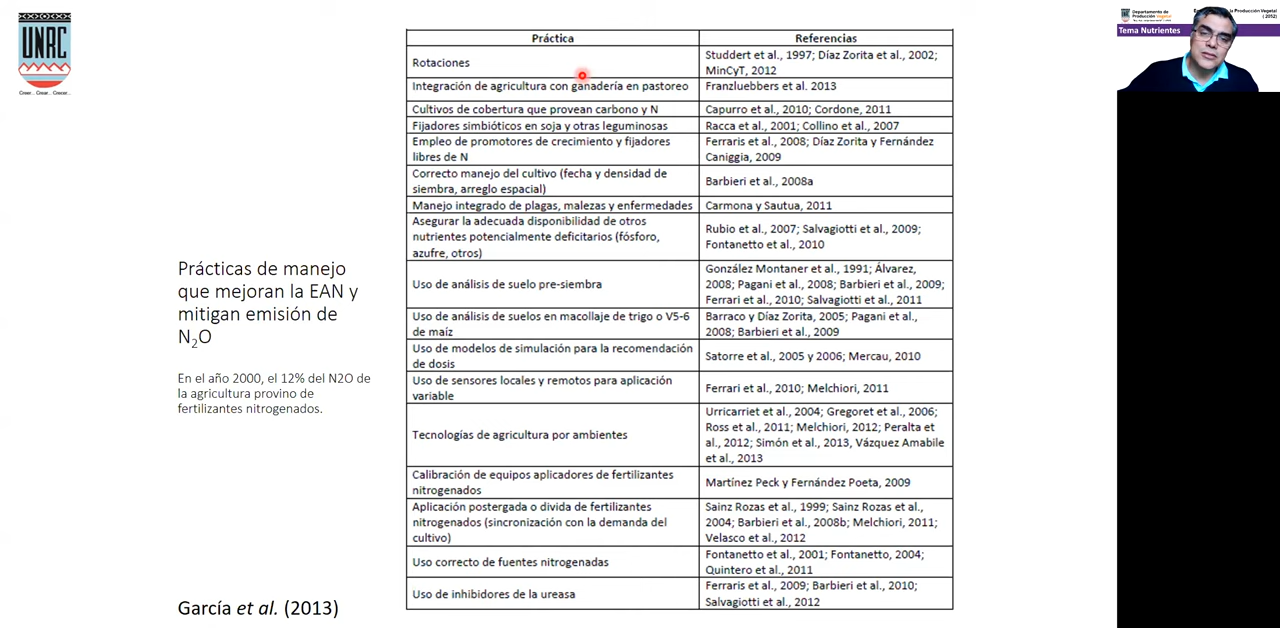 UNRC
Crear... Crear... Crecer...
Práctica
Referencias
Rotaciones
Studdert et al., 1997; Díaz Zorita et al., 2002;
MinCyT, 2012
Integración de agricultura con ganadería en pastoreo
Franzluebbers et al. 2013
Cultivos de cobertura que provean carbono y N
Capurro et al., 2010; Cordone, 2011
Fijadores simbióticos en soja y otras leguminosas
Racca et al., 2001; Collino et al., 2007
Empleo de promotores de crecimiento y fijadores
libres de N
Ferraris et al., 2008; Díaz Zorita y Fernández
Caniggia, 2009
Correcto manejo del cultivo (fecha y densidad de
siembra, arreglo espacial)
Barbieri et al., 2008a
Manejo integrado de plagas, malezas y enfermedades
Carmona y Sautua, 2011
Asegurar la adecuada disponibilidad de otros
nutrientes potencialmente deficitarios (fósforo,
azufre, otros)
Rubio et al., 2007; Salvagiotti et al., 2009;
Fontanetto et al., 2010
Uso de análisis de suelo pre-siembra
González Montaner et al., 1991; Álvarez,
2008; Pagani et al., 2008; Barbieri et al., 2009;
Ferrari et al., 2010; Salvagiotti et al., 2011
Uso de análisis de suelos en macollaje de trigo o V5-6
de maíz
Barraco y Díaz Zorita, 2005; Pagani et al.,
2008; Barbieri et al., 2009
Uso de modelos de simulación para la recomendación
de dosis
Satorre et al., 2005 y 2006; Mercau, 2010
Uso de sensores locales y remotos para aplicación
variable
Ferrari et al., 2010; Melchiori, 2011
Tecnologías de agricultura por ambientes
Urricarriet et al., 2004; Gregoret et al., 2006;
Ross et al., 2011; Melchiori, 2012; Peralta et
al., 2012; Simón et al., 2013, Vázquez Amabile
et al., 2013
Calibración de equipos aplicadores de fertilizantes
nitrogenados
Martínez Peck y Fernández Poeta, 2009
Aplicación postergada o divida de fertilizantes
nitrogenados (sincronización con la demanda del
cultivo)
Sainz Rozas et al., 1999; Sainz Rozas et al.,
2004; Barbieri et al., 2008b; Melchiori, 2011;
Velasco et al., 2012
Uso correcto de fuentes nitrogenadas
Fontanetto et al., 2001; Fontanetto, 2004;
Quintero et al., 2011
Uso de inhibidores de la ureasa
Ferraris et al., 2009; Barbieri et al., 2010;
Salvagiotti et al., 2012
Prácticas de manejo
que mejoran la EAN y
mitigan emisión de
N₂O
En el año 2000, el 12% del N2O de
la agricultura provino de
fertilizantes nitrogenados.
García et al. (2013)
Departamento de
Producción Vegetal
la Producción Vegetal
(2052)
Tema Nutrientes